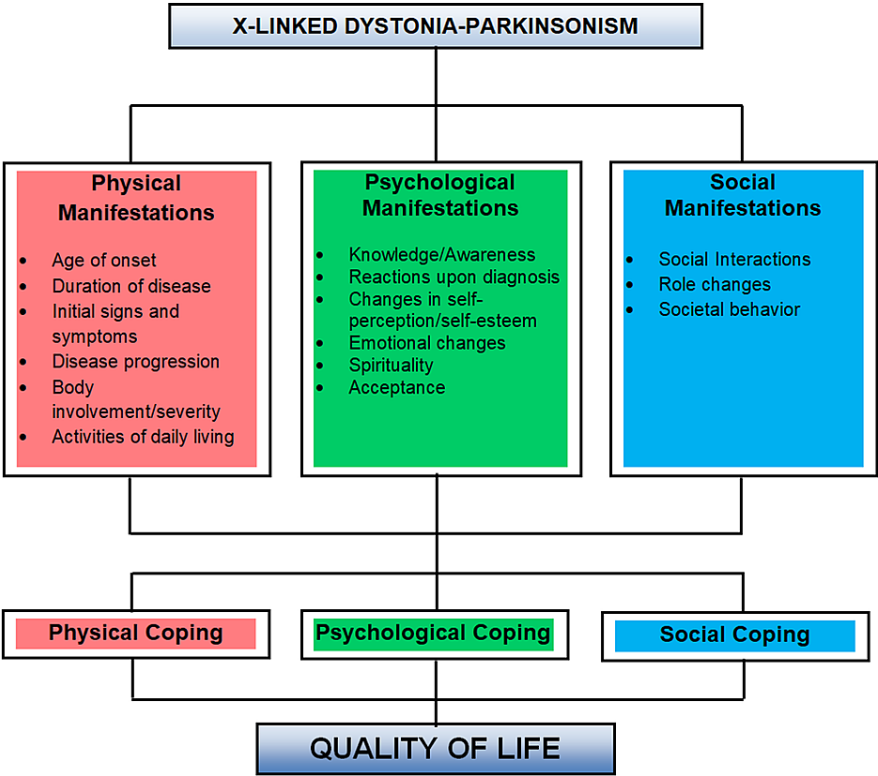 X-LINKED DYSTONIA-PARKINSONISM
Physical
Manifestations
• Age of onset
• Duration of disease
• Initial signs and
symptoms
• Disease progression
• Body
involvement/severity
• Activities of daily living
Psychological
Manifestations
• Knowledge/Awareness
• Reactions upon diagnosis
• Changes in self-
perception/self-esteem
• Emotional changes
• Spirituality
• Acceptance
Social
Manifestations
• Social Interactions
• Role changes
• Societal behavior
Physical Coping
Psychological Coping
Social Coping
QUALITY OF LIFE